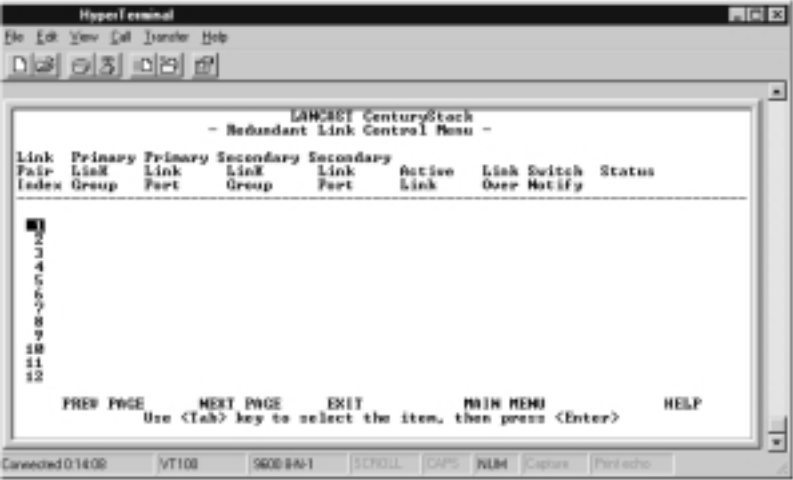 HyperTerminal
File Edit View Call Transfer Help
LANCAST CenturyStack
- Redundant Link Control Menu -
Link Primary Primary Secondary Secondary
Pair Link Link Link Link Active Link Switch Status
Index Group Port Group Port Link Over Notify
1
2
3
4
5
6
7
8
9
10
11
12
PREV PAGE NEXT PAGE EXIT MAIN MENU HELP
Use <Tab> key to select the item, then press <Enter>
Connected 0:14:08 VT100 9600 8-N-1 SCROLL CAPS NUM Capture Print echo